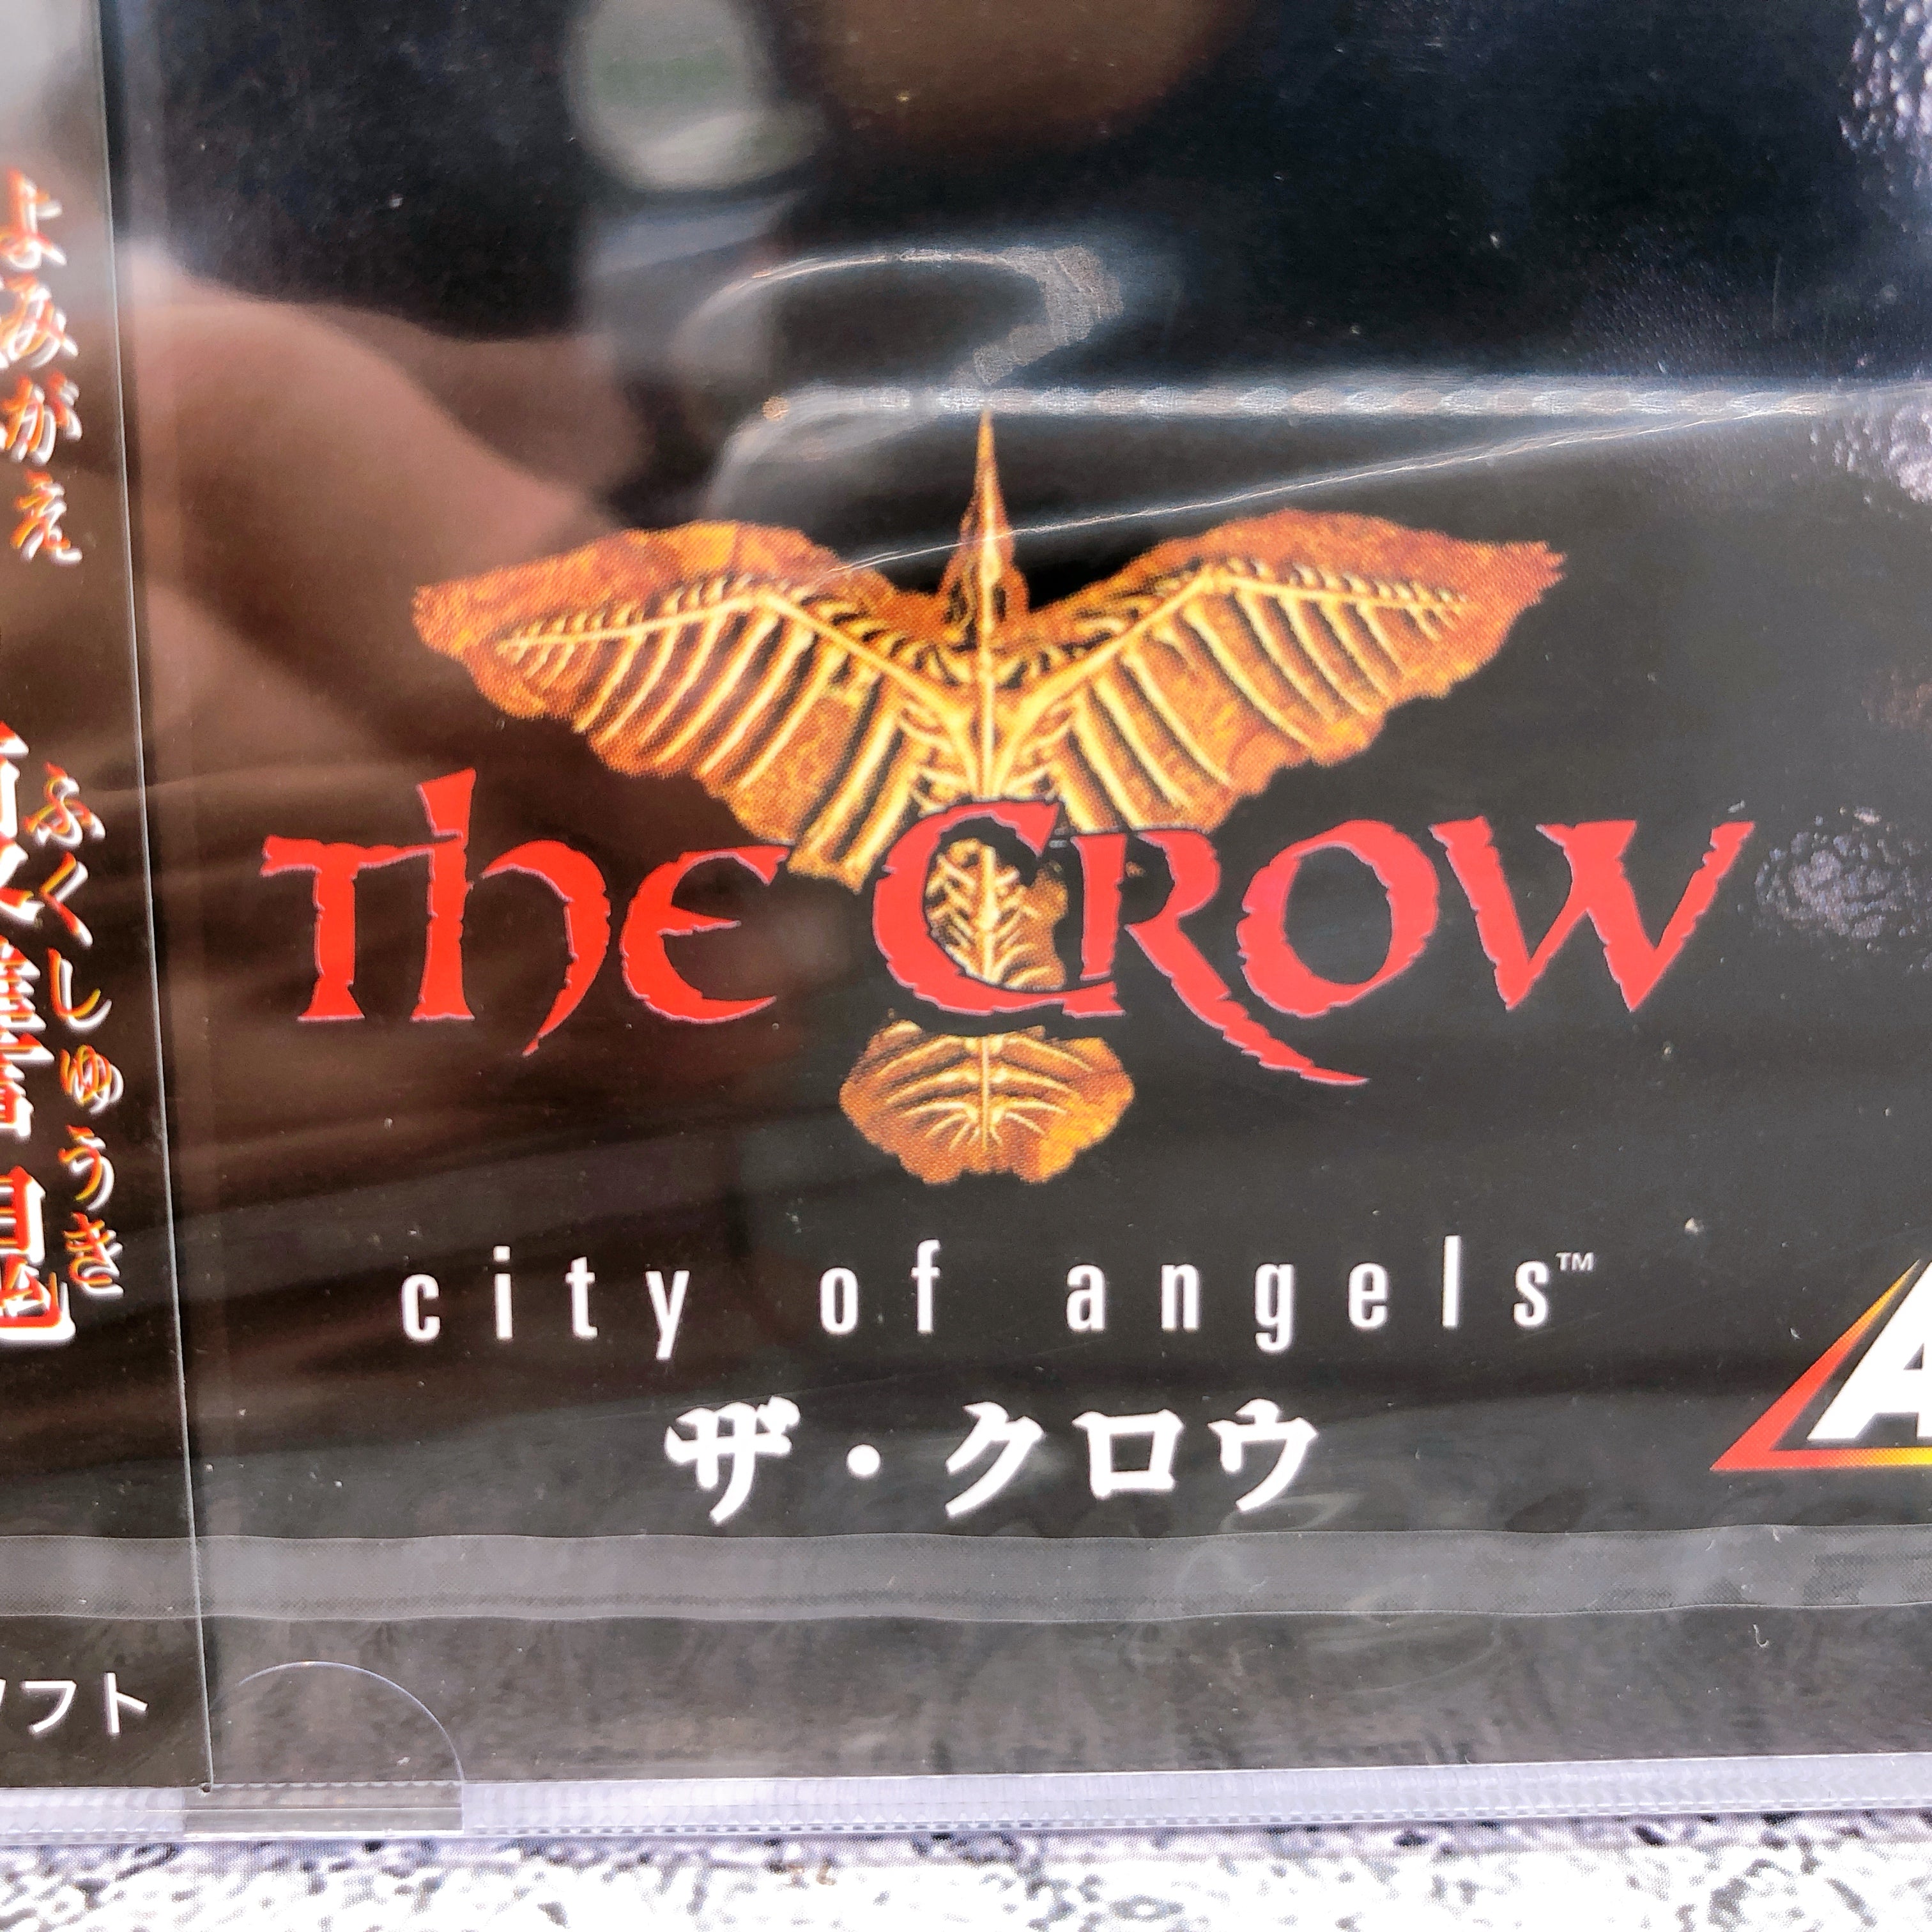 よみがえ
ふくしゅうき
The Crow
city of angels™
ザ・クロウ
フト